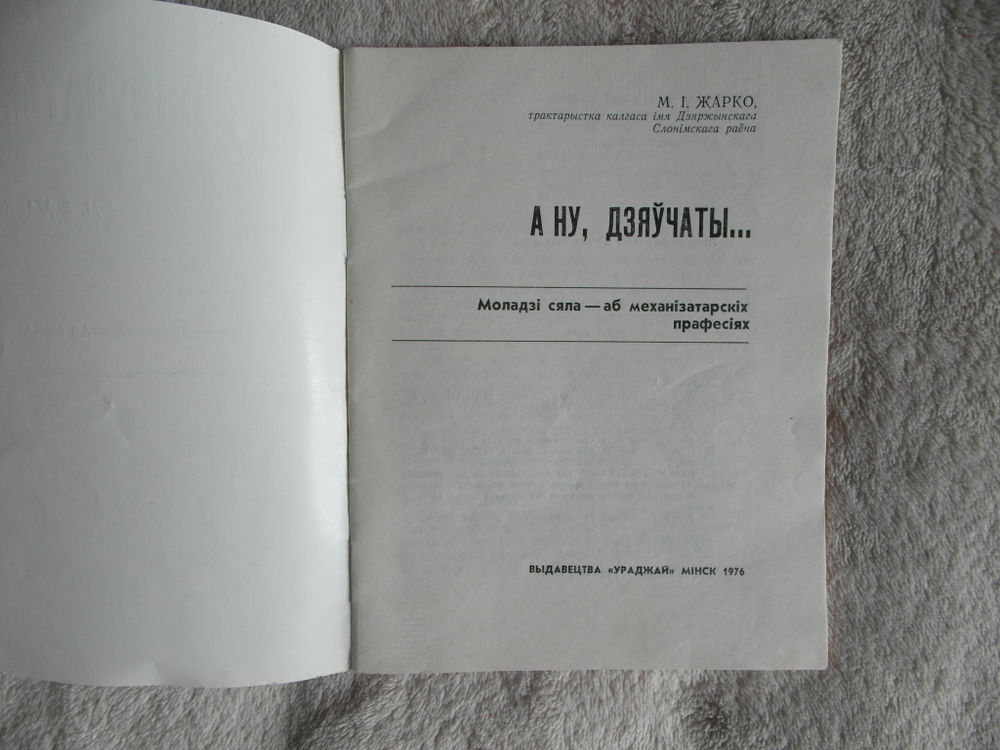 М. І. ЖАРКО,
трактарыстка калгаса імя Дзяржынскага
Слонімскага раёна
А НУ, ДЗЯЎЧАТЫ...
Моладзі сяла — аб механізатарскіх
прафесіях
ВЫДАВЕЦТВА «УРАДЖАЙ» МІНСК 1976